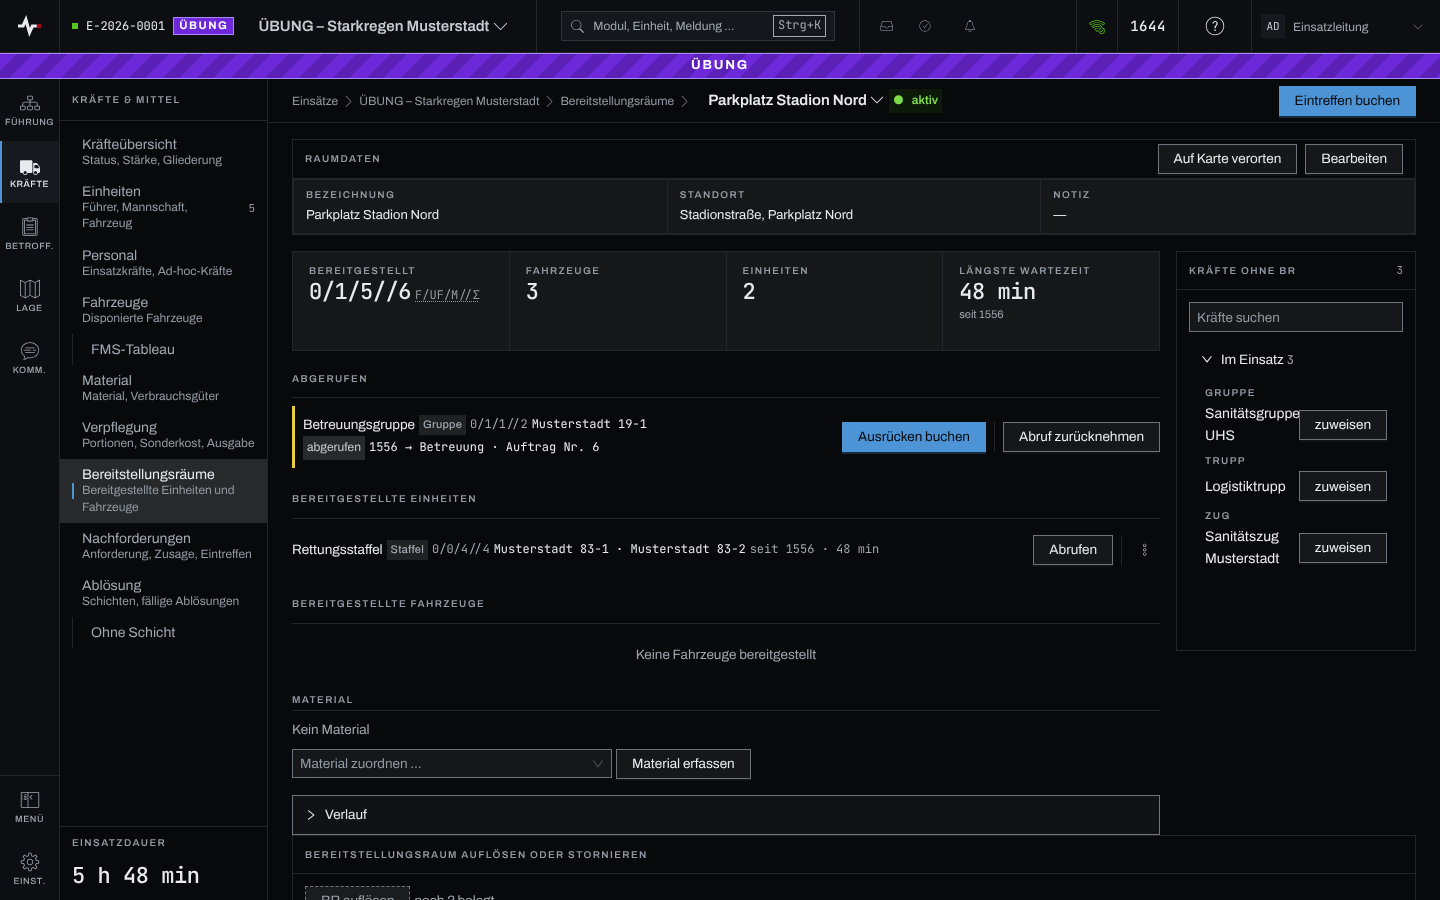 E-2026-0001 ÜBUNG ÜBUNG – Starkregen Musterstadt Modul, Einheit, Meldung ... Strg+K 1644 ? AD Einsatzleitung
ÜBUNG
FÜHRUNG
KRÄFTE
BETROFF.
LAGE
KOMM.
MENÜ
EINST.
KRÄFTE & MITTEL
Kräfteübersicht
Status, Stärke, Gliederung
Einheiten
Führer, Mannschaft,
Fahrzeug
5
Personal
Einsatzkräfte, Ad-hoc-Kräfte
Fahrzeuge
Disponierte Fahrzeuge
FMS-Tableau
Material
Material, Verbrauchsgüter
Verpflegung
Portionen, Sonderkost, Ausgabe
Bereitstellungsräume
Bereitgestellte Einheiten und
Fahrzeuge
Nachforderungen
Anforderung, Zusage, Eintreffen
Ablösung
Schichten, fällige Ablösungen
Ohne Schicht
EINSATZDAUER
5 h 48 min
Einsätze ÜBUNG – Starkregen Musterstadt Bereitstellungsräume Parkplatz Stadion Nord aktiv Eintreffen buchen
RAUMDATEN Auf Karte verorten Bearbeiten
BEZEICHNUNG
Parkplatz Stadion Nord
STANDORT
Stadionstraße, Parkplatz Nord
NOTIZ
—
BEREITGESTELLT
0/1/5//6 F/UF/M//Σ
FAHRZEUGE
3
EINHEITEN
2
LÄNGSTE WARTEZEIT
48 min
seit 1556
ABGERUFEN
Betreuungsgruppe Gruppe 0/1/1//2 Musterstadt 19-1
abgerufen 1556 → Betreuung · Auftrag Nr. 6
Ausrücken buchen Abruf zurücknehmen
BEREITGESTELLTE EINHEITEN
Rettungsstaffel Staffel 0/0/4//4 Musterstadt 83-1 · Musterstadt 83-2 seit 1556 · 48 min Abrufen
BEREITGESTELLTE FAHRZEUGE
Keine Fahrzeuge bereitgestellt
MATERIAL
Kein Material
Material zuordnen ... Material erfassen
Verlauf
BEREITSTELLUNGSRAUM AUFLÖSEN ODER STORNIEREN
BR auflösen noch 2 belegt
KRÄFTE OHNE BR 3
Kräfte suchen
Im Einsatz 3
GRUPPE
Sanitätsgruppe
UHS
zuweisen
TRUPP
Logistiktrupp zuweisen
ZUG
Sanitätszug
Musterstadt
zuweisen